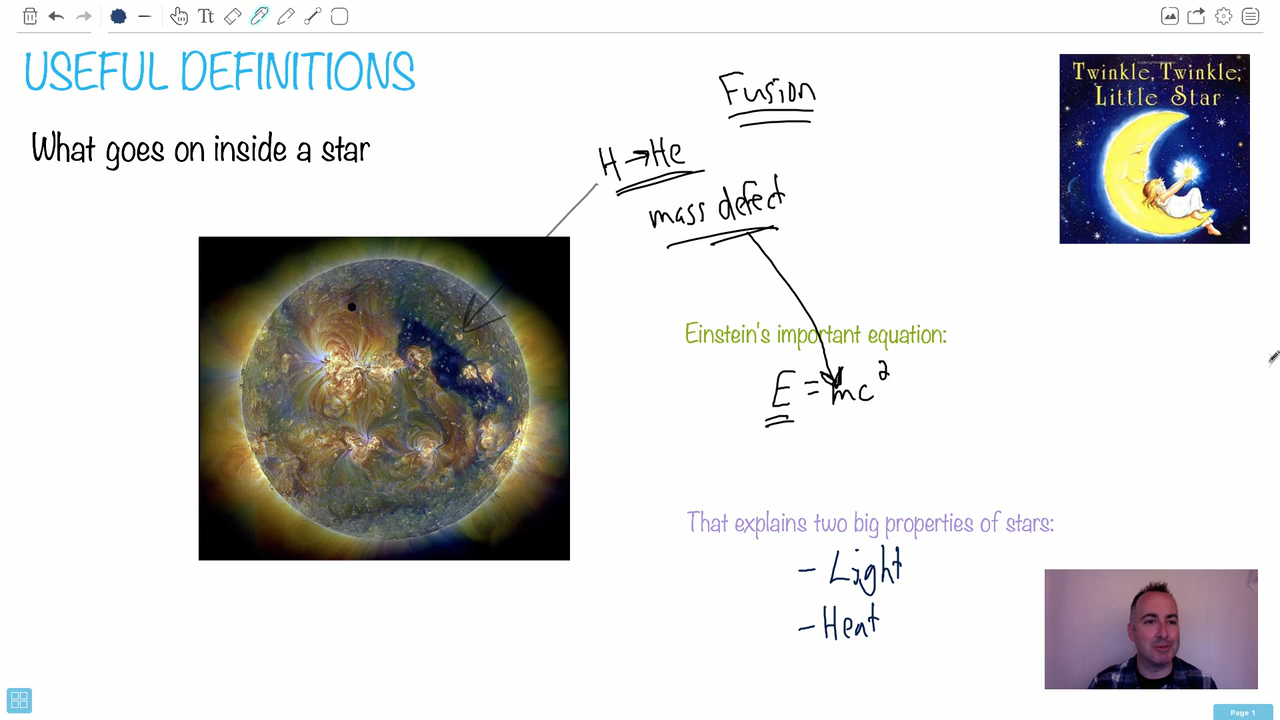 Tt
USEFUL DEFINITIONS
What goes on inside a star
Fusion
H → He
mass defect
Twinkle, Twinkle,
Little Star
Einstein's important equation:
E = mc²
That explains two big properties of stars:
- Light
- Heat
Page 1